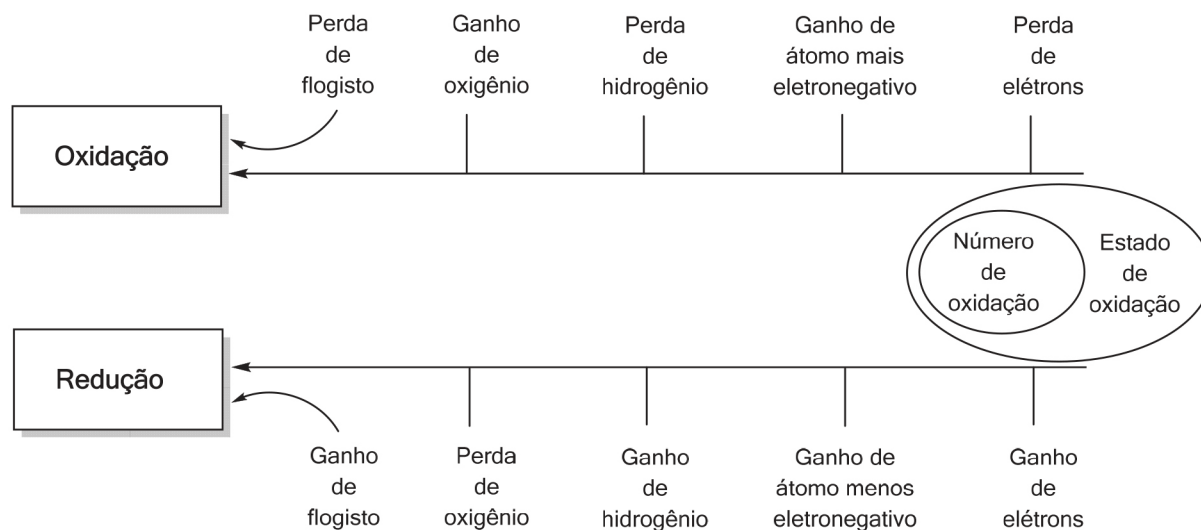 Perda
de
flogisto
Ganho
de
oxigênio
Perda
de
hidrogênio
Ganho de
átomo mais
eletronegativo
Perda
de
elétrons
Oxidação
Número
de
oxidação
Estado
de
oxidação
Redução
Ganho
de
flogisto
Perda
de
oxigênio
Ganho
de
hidrogênio
Ganho de
átomo menos
eletronegativo
Ganho
de
elétrons